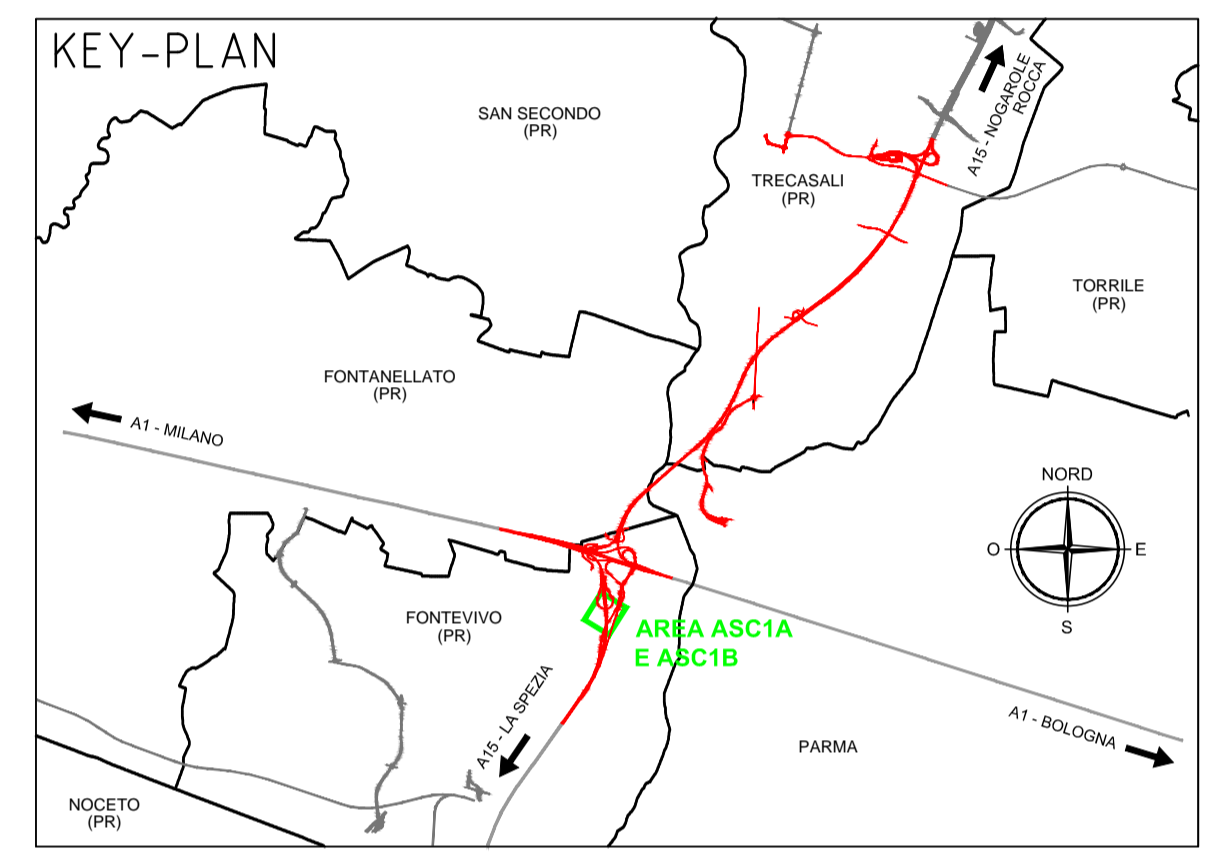 KEY-PLAN
SAN SECONDO
(PR)
A15 - NOGAROLE
ROCCA
TRECASALI
(PR)
TORRILE
(PR)
FONTANELLATO
(PR)
A1 - MILANO
NORD
O
E
S
FONTEVIVO
(PR)
AREA ASC1A
E ASC1B
A15 - LA SPEZIA
A1 - BOLOGNA
PARMA
NOCETO
(PR)